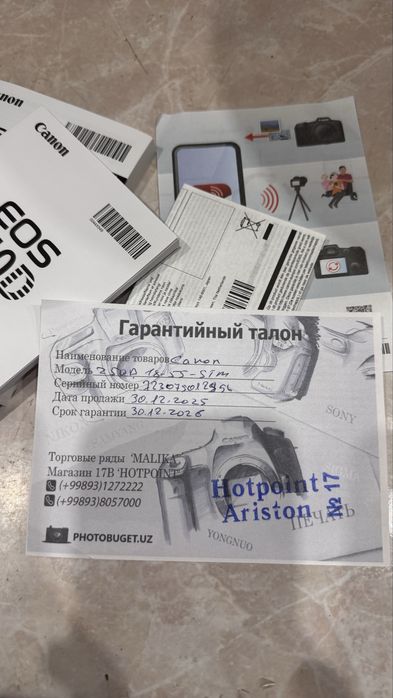 Canon
Canon
EOS
Гарантийный талон
Наименование товаров Canon
Модель 250D 18-55-STM
Серийный номер
Дата продажи 30.12.2025
Срок гарантии 30.12.2026
NIKON
SONY
Торговые ряды 'MALIKA'
Магазин 17В 'HOTPOINT'
(+99893)1272222
(+99893)8057000
Hotpoint
Ariston
№ 17
ПЕЧАТЬ
PHOTOBUGET.UZ
YONGNUO